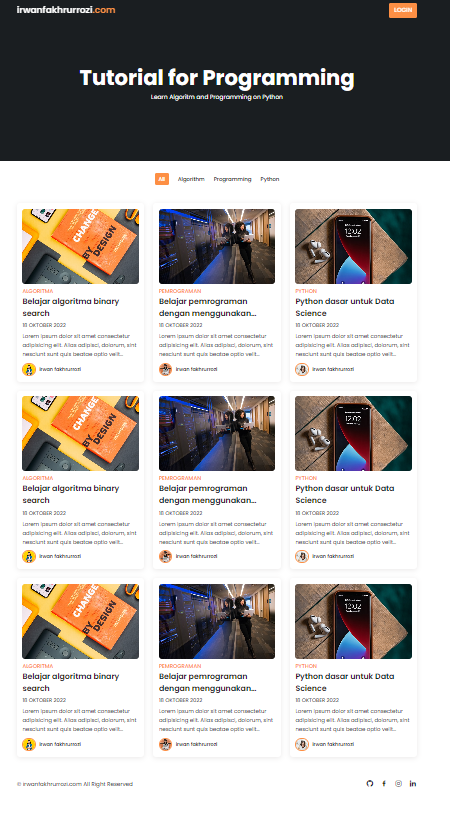 irwanfakhrurrozi.com
LOGIN
Tutorial for Programming
Learn Algoritm and Programming on Python
All Algorithm Programming Python
CHANGE
BY DESIGN
ALGORITMA
Belajar algoritma binary
search
18 OKTOBER 2022
Lorem ipsum dolor sit amet consectetur
adipisicing elit. Alias adipisci, dolorum, sint
nesciunt sunt quis beatae optio velit...
irwan fakhrurrozi
PEMROGRAMAN
Belajar pemrograman
dengan menggunakan...
18 OKTOBER 2022
Lorem ipsum dolor sit amet consectetur
adipisicing elit. Alias adipisci, dolorum, sint
nesciunt sunt quis beatae optio velit...
irwan fakhrurrozi
12:02
PYTHON
Python dasar untuk Data
Science
18 OKTOBER 2022
Lorem ipsum dolor sit amet consectetur
adipisicing elit. Alias adipisci, dolorum, sint
nesciunt sunt quis beatae optio velit...
irwan fakhrurrozi
CHANGE
BY DESIGN
ALGORITMA
Belajar algoritma binary
search
18 OKTOBER 2022
Lorem ipsum dolor sit amet consectetur
adipisicing elit. Alias adipisci, dolorum, sint
nesciunt sunt quis beatae optio velit...
irwan fakhrurrozi
PEMROGRAMAN
Belajar pemrograman
dengan menggunakan...
18 OKTOBER 2022
Lorem ipsum dolor sit amet consectetur
adipisicing elit. Alias adipisci, dolorum, sint
nesciunt sunt quis beatae optio velit...
irwan fakhrurrozi
12:02
PYTHON
Python dasar untuk Data
Science
18 OKTOBER 2022
Lorem ipsum dolor sit amet consectetur
adipisicing elit. Alias adipisci, dolorum, sint
nesciunt sunt quis beatae optio velit...
irwan fakhrurrozi
CHANGE
BY DESIGN
ALGORITMA
Belajar algoritma binary
search
18 OKTOBER 2022
Lorem ipsum dolor sit amet consectetur
adipisicing elit. Alias adipisci, dolorum, sint
nesciunt sunt quis beatae optio velit...
irwan fakhrurrozi
PEMROGRAMAN
Belajar pemrograman
dengan menggunakan...
18 OKTOBER 2022
Lorem ipsum dolor sit amet consectetur
adipisicing elit. Alias adipisci, dolorum, sint
nesciunt sunt quis beatae optio velit...
irwan fakhrurrozi
12:02
PYTHON
Python dasar untuk Data
Science
18 OKTOBER 2022
Lorem ipsum dolor sit amet consectetur
adipisicing elit. Alias adipisci, dolorum, sint
nesciunt sunt quis beatae optio velit...
irwan fakhrurrozi
© irwanfakhrurrozi.com All Right Reserved